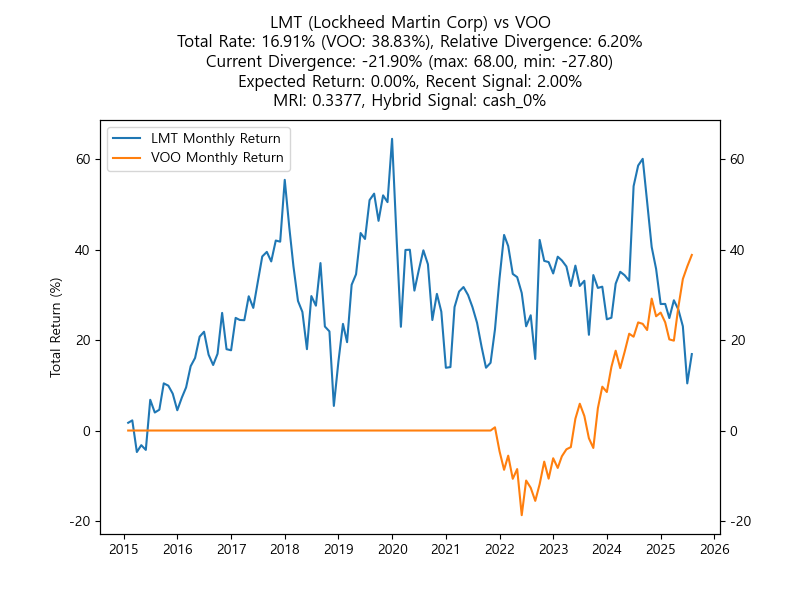 LMT (Lockheed Martin Corp) vs VOO
Total Rate: 16.91% (VOO: 38.83%), Relative Divergence: 6.20%
Current Divergence: -21.90% (max: 68.00, min: -27.80)
Expected Return: 0.00%, Recent Signal: 2.00%
MRI: 0.3377, Hybrid Signal: cash_0%
LMT Monthly Return
VOO Monthly Return
Total Return (%)
60
40
20
0
-20
60
40
20
0
-20
2015 2016 2017 2018 2019 2020 2021 2022 2023 2024 2025 2026